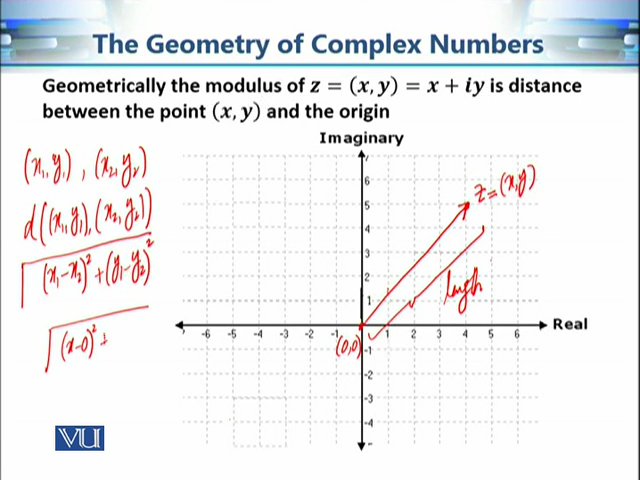 The Geometry of Complex Numbers
Geometrically the modulus of z = (x, y) = x + iy is distance
between the point (x, y) and the origin
Imaginary
(x₁, y₁) , (x₂, y₂)
d((x₁, y₁), (x₂, y₂))
√(x₁-x₂)² + (y₁-y₂)²
√(x-0)² +
z = (x, y)
6
5
4
3
2
1
length
-6 -5 -4 -3 -2 -1 1 2 3 4 5 6
Real
(0,0)
-1
-2
-3
-4
VU